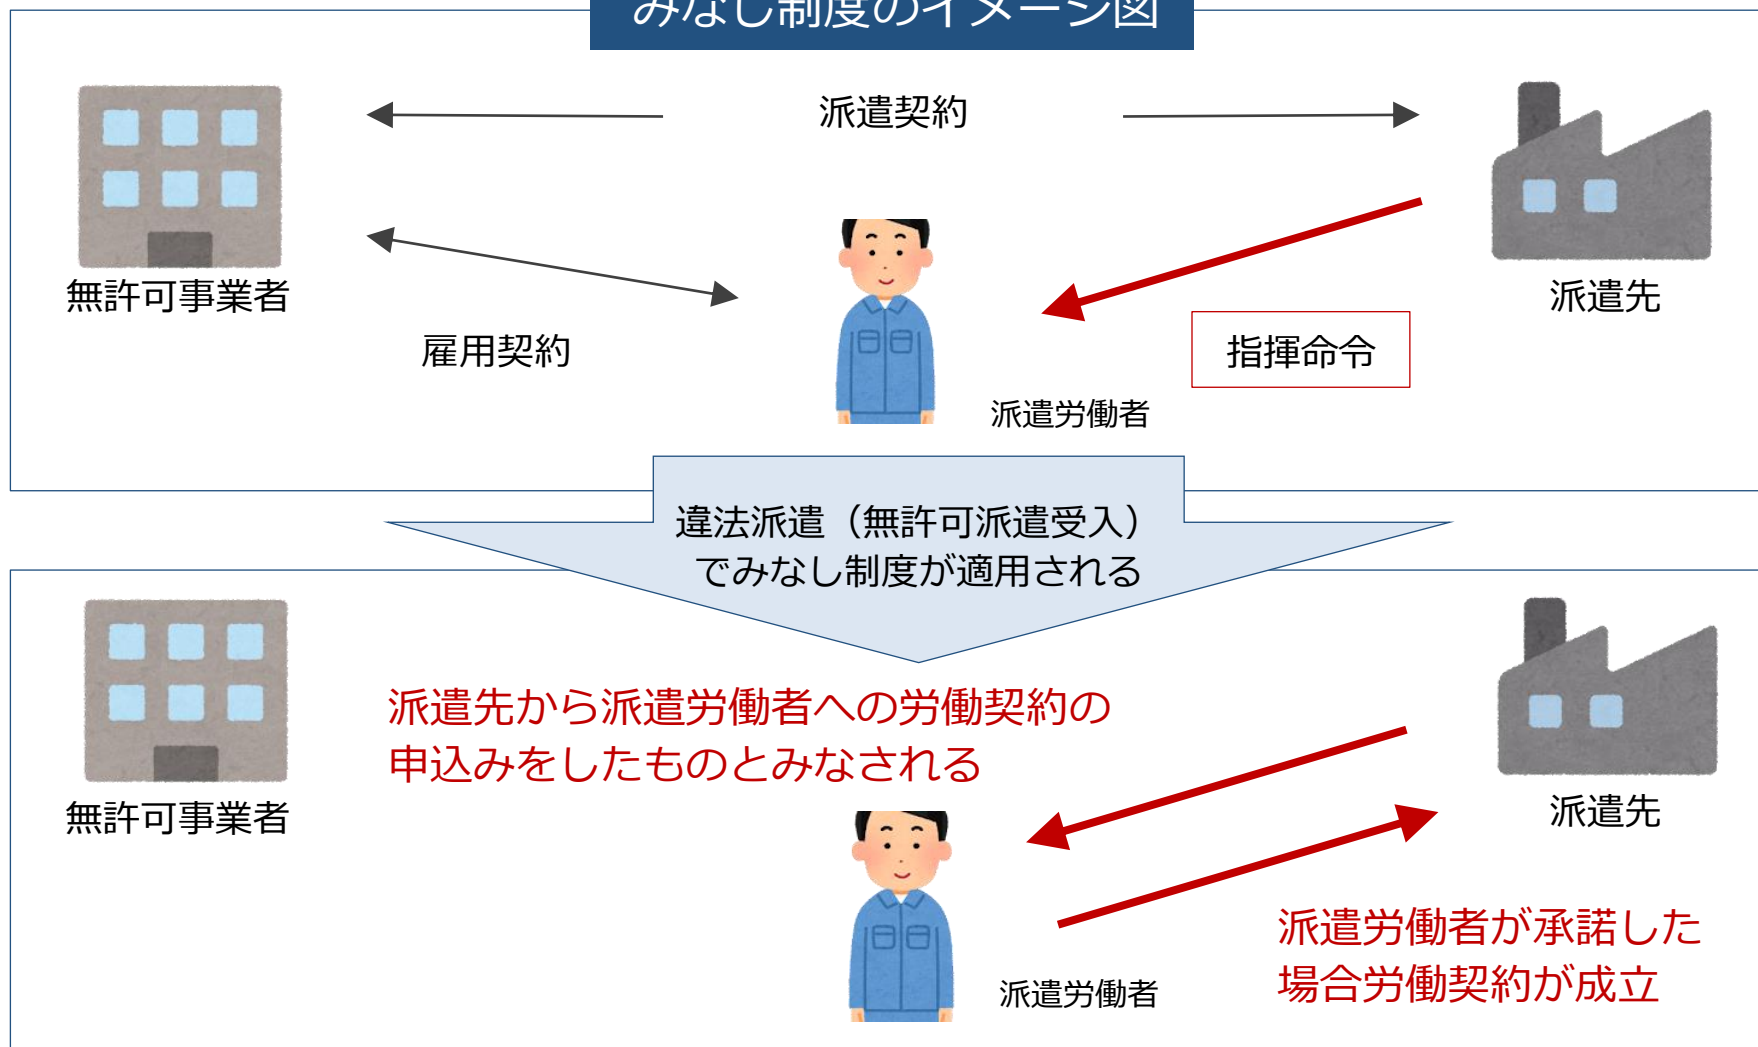 みなし制度のイメージ図
派遣契約
無許可事業者
派遣先
雇用契約
指揮命令
派遣労働者
違法派遣（無許可派遣受入）
でみなし制度が適用される
派遣先から派遣労働者への労働契約の
申込みをしたものとみなされる
無許可事業者
派遣先
派遣労働者が承諾した
場合労働契約が成立
派遣労働者